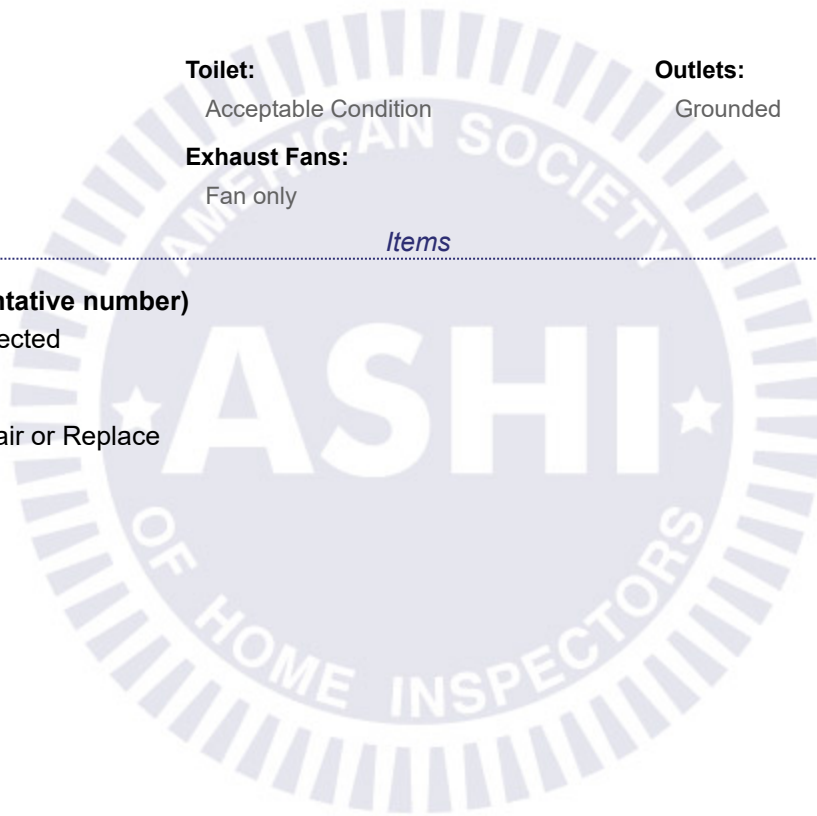 Toilet: Outlets:
Acceptable Condition Grounded
Exhaust Fans:
Fan only
Items
ntative number)
ected
air or Replace
AMERICAN SOCIETY
ASHI
OF HOME INSPECTORS